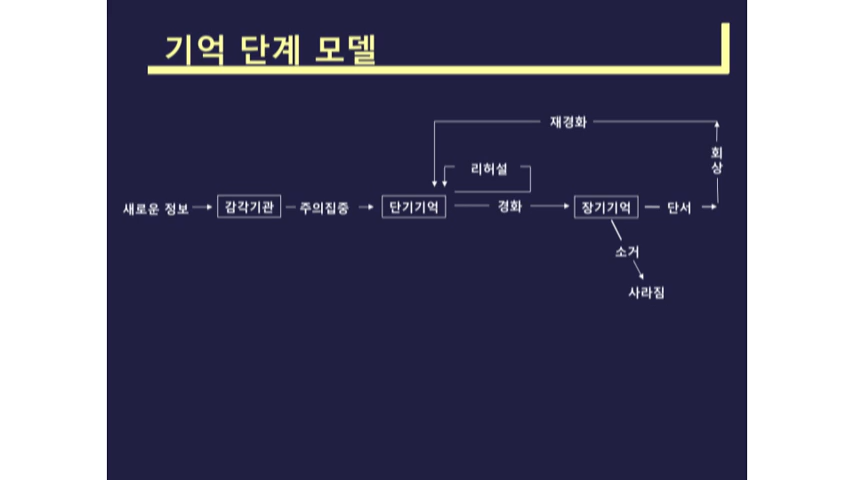 기억 단계 모델
재경화
회상
리허설
새로운 정보
감각기관
주의집중
단기기억
경화
장기기억
단서
소거
사라짐